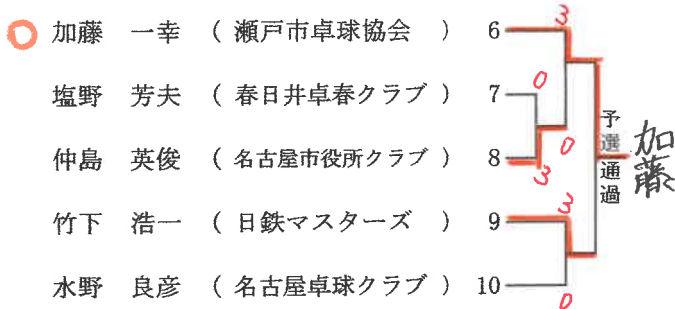 加藤 一幸 ( 瀬戸市卓球協会 ) 6 3
塩野 芳夫 ( 春日井卓春クラブ ) 7 0
仲島 英俊 ( 名古屋市役所クラブ ) 8 3 0
竹下 浩一 ( 日鉄マスターズ ) 9 3
水野 良彦 ( 名古屋卓球クラブ ) 10 0
予選通過
加藤